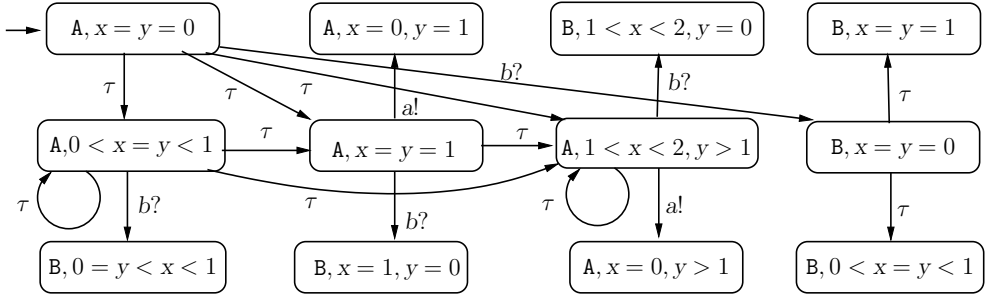 A, x = y = 0
A, x = 0, y = 1
B, 1 < x < 2, y = 0
B, x = y = 1
τ
τ
τ
b?
a!
b?
τ
A,0 < x = y < 1
τ
A, x = y = 1
τ
A, 1 < x < 2, y > 1
B, x = y = 0
τ
b?
τ
b?
τ
a!
τ
B, 0 = y < x < 1
B, x = 1, y = 0
A, x = 0, y > 1
B, 0 < x = y < 1